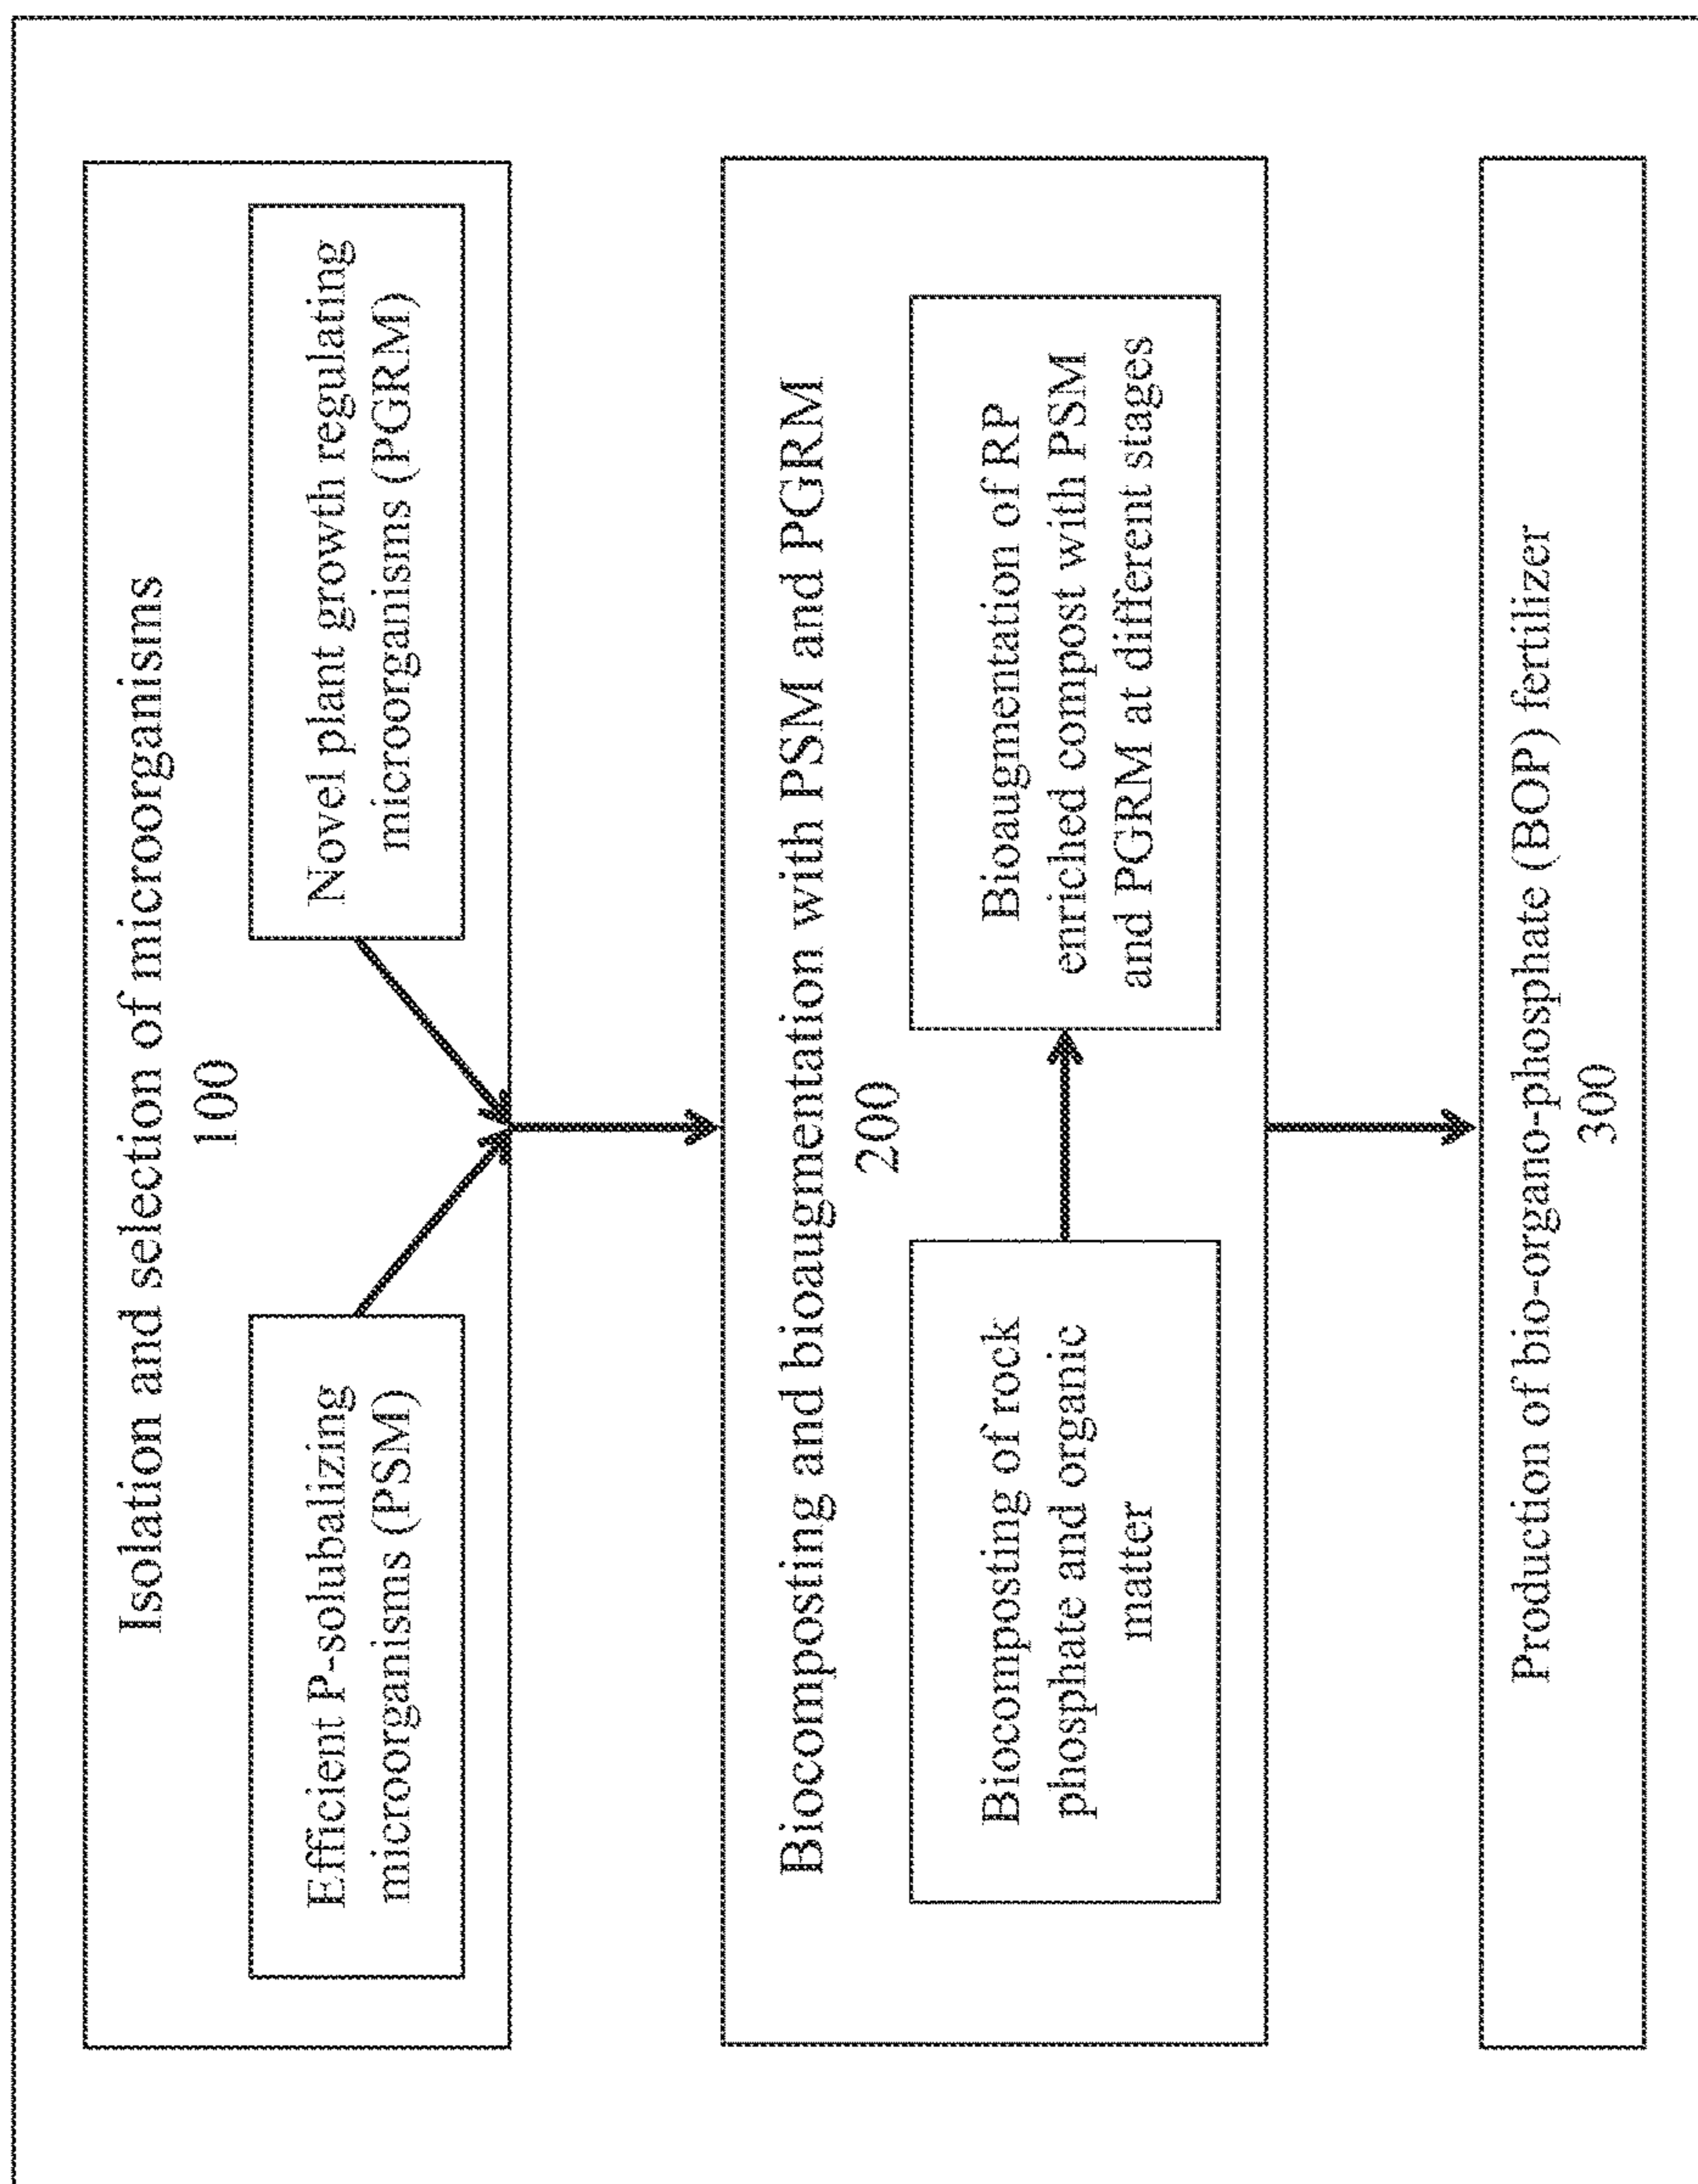 Isolation and selection of microorganisms
100
Efficient P-solubalizing
microorganisms (PSM)
Novel plant growth regulating
microorganisms (PGRM)
Biocomposting and bioaugmentation with PSM and PGRM
200
Biocomposting of rock
phosphate and organic
matter
Bioaugmentation of RP
enriched compost with PSM
and PGRM at different stages
Production of bio-organo-phosphate (BOP) fertilizer
300